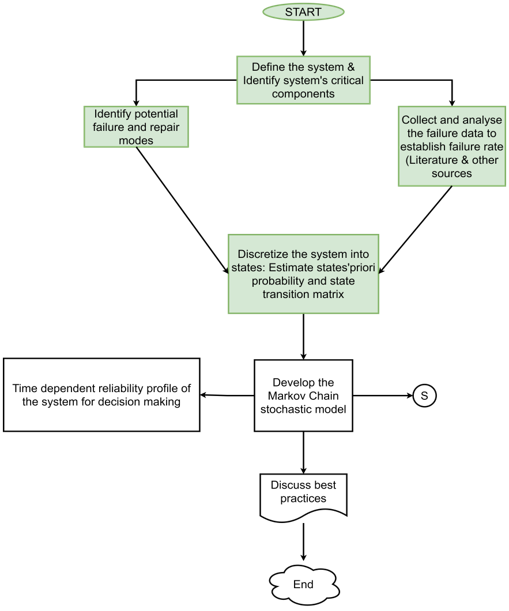 START
Define the system &
Identify system's critical
components
Identify potential
failure and repair
modes
Collect and analyse
the failure data to
establish failure rate
(Literature & other
sources
Discretize the system into
states: Estimate states'priori
probability and state
transition matrix
Time dependent reliability profile of
the system for decision making
Develop the
Markov Chain
stochastic model
S
Discuss best
practices
End